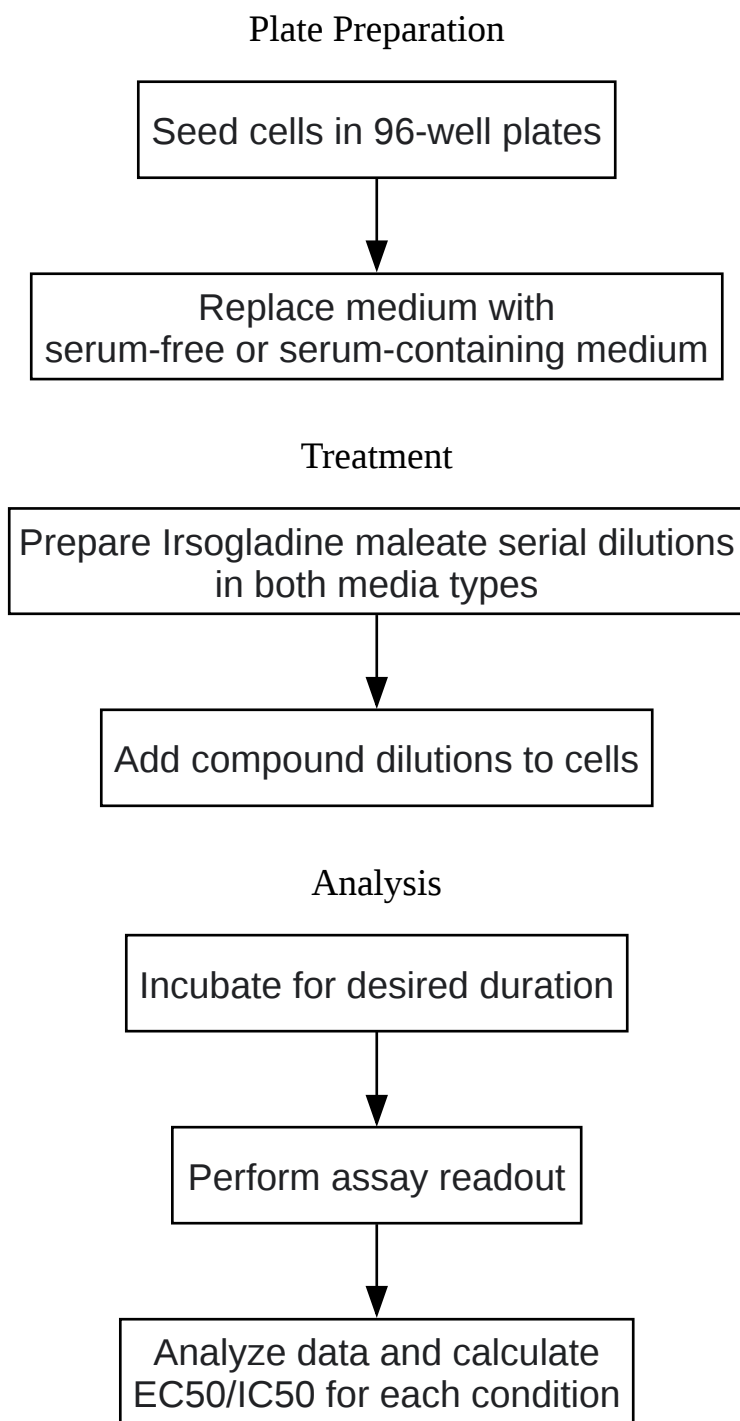 Plate Preparation
Seed cells in 96-well plates
Replace medium with
serum-free or serum-containing medium
Treatment
Prepare Irsogladine maleate serial dilutions
in both media types
Add compound dilutions to cells
Analysis
Incubate for desired duration
Perform assay readout
Analyze data and calculate
EC50/IC50 for each condition